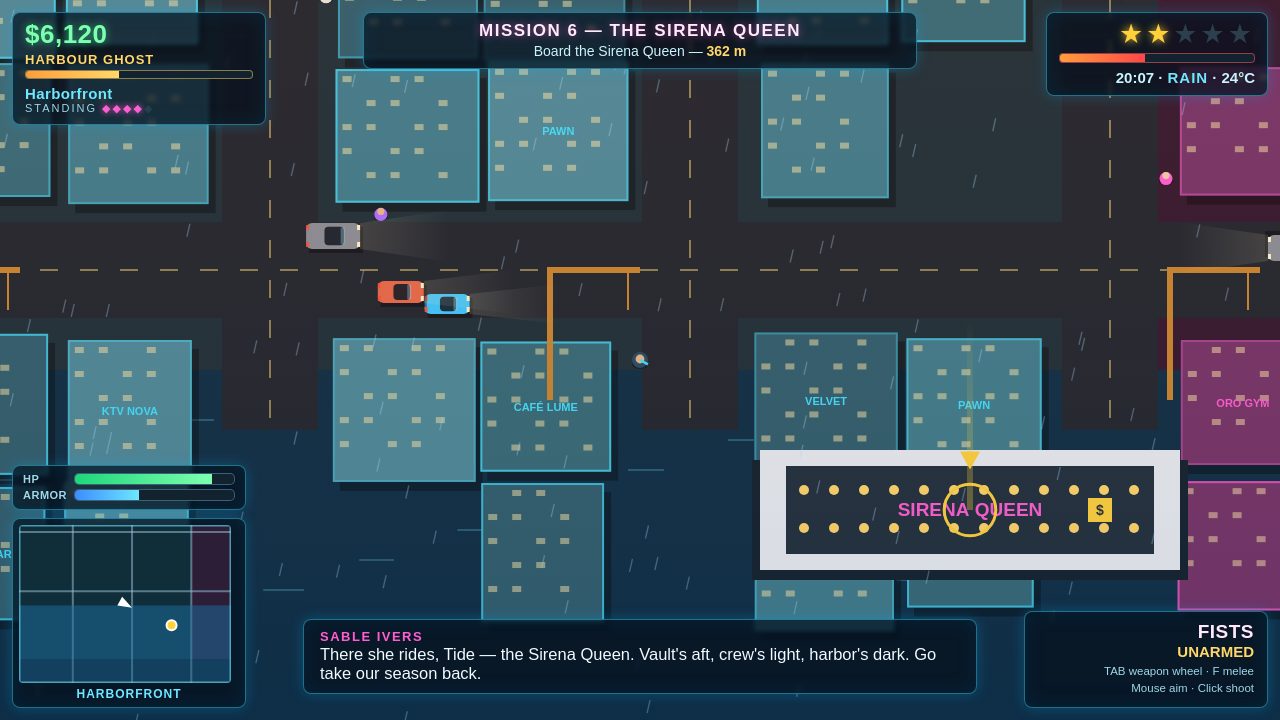 $6,120
HARBOUR GHOST
Harborfront
STANDING
MISSION 6 — THE SIRENA QUEEN
Board the Sirena Queen — 362 m
20:07 · RAIN · 24°C
PAWN
KTV NOVA
CAFÉ LUME
VELVET
PAWN
ORO GYM
SIRENA QUEEN
$
HP
ARMOR
AR
HARBORFRONT
SABLE IVERS
There she rides, Tide — the Sirena Queen. Vault's aft, crew's light, harbor's dark. Go
take our season back.
FISTS
UNARMED
TAB weapon wheel · F melee
Mouse aim · Click shoot